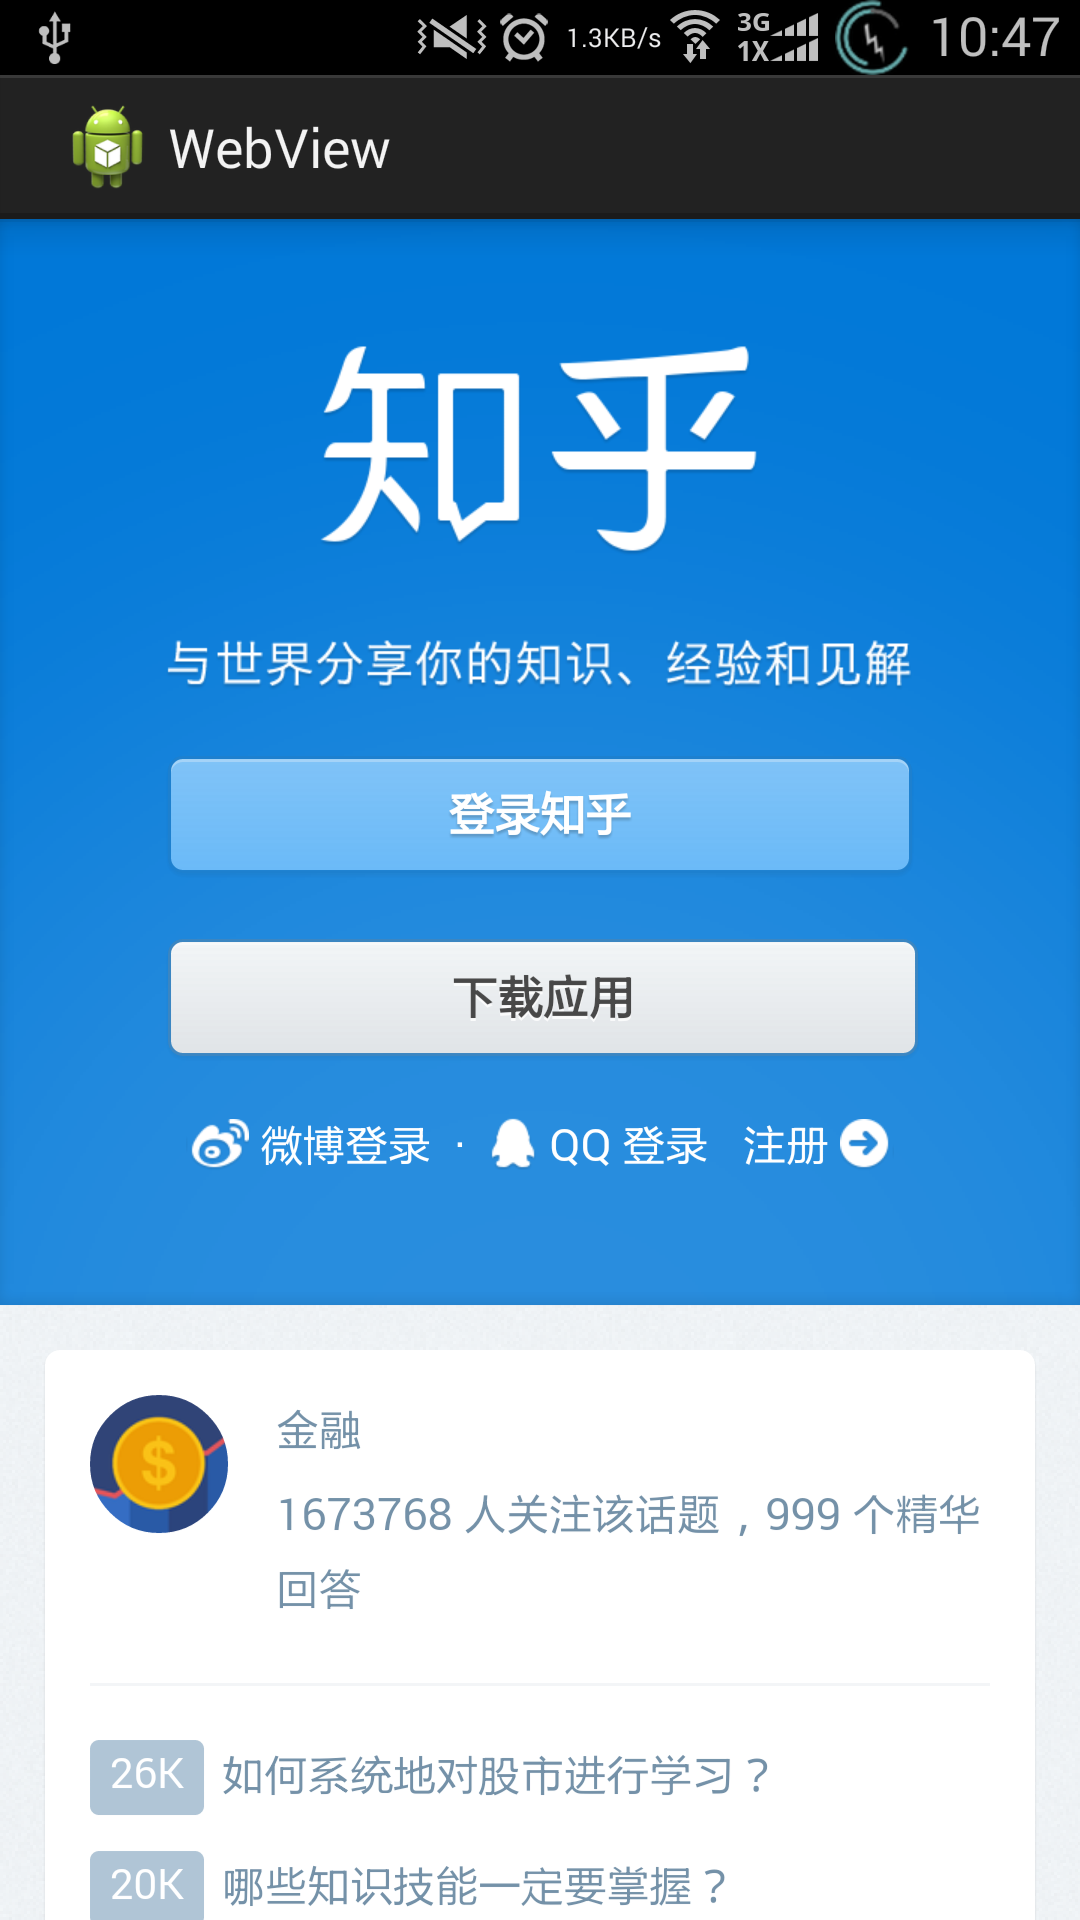 1.3KB/s 3G 1X 10:47
WebView
知乎
与世界分享你的知识、经验和见解
登录知乎
下载应用
微博登录 · QQ 登录 注册
金融
1673768 人关注该话题，999 个精华
回答
26K 如何系统地对股市进行学习？
20K 哪些知识技能一定要掌握？